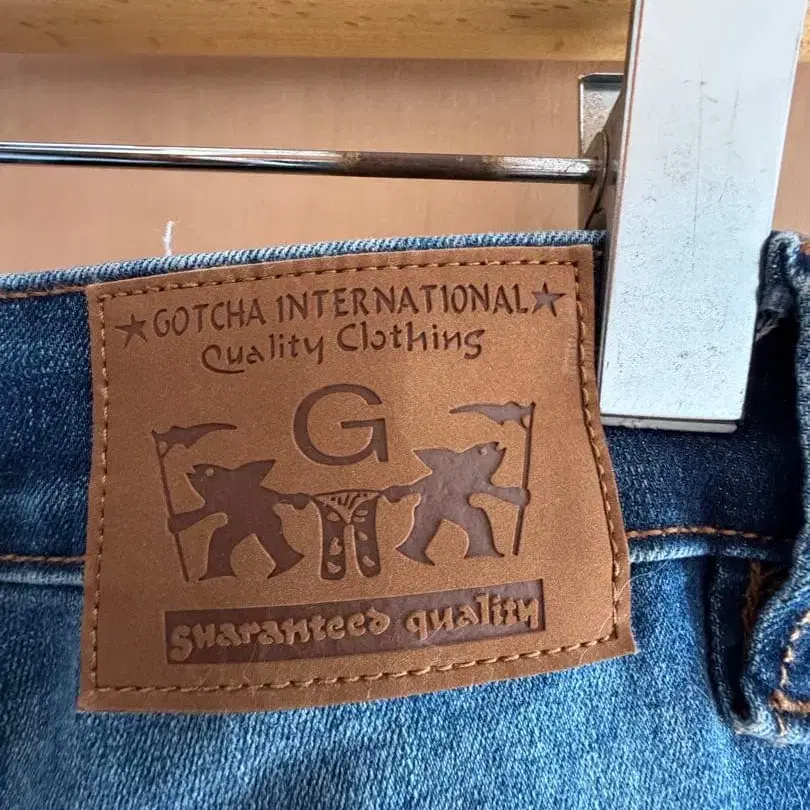 ★GOTCHA INTERNATIONAL★
Quality Clothing
G
Guaranteed quality